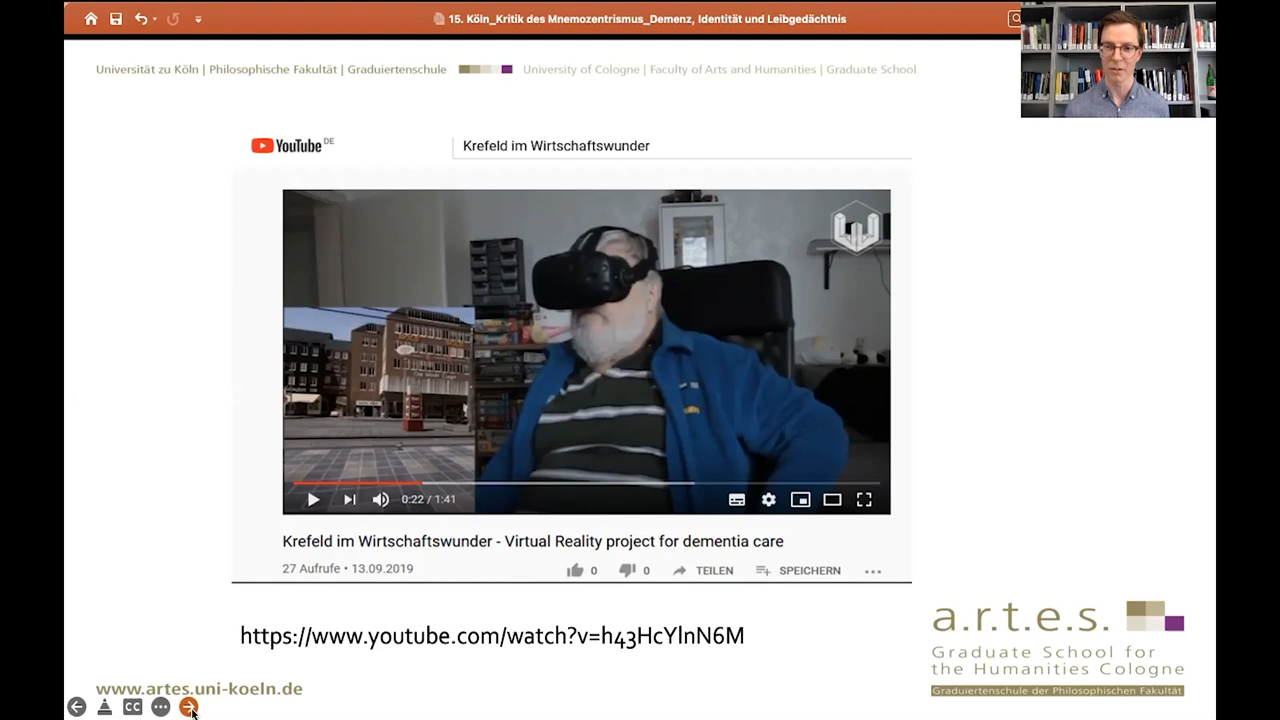 15. Köln_Kritik des Mnemozentrismus_Demenz, Identität und Leibgedächtnis
Universität zu Köln | Philosophische Fakultät | Graduiertenschule
University of Cologne | Faculty of Arts and Humanities | Graduate School
YouTube DE
Krefeld im Wirtschaftswunder
0:22 / 1:41
Krefeld im Wirtschaftswunder - Virtual Reality project for dementia care
27 Aufrufe • 13.09.2019
0
0
TEILEN
SPEICHERN
https://www.youtube.com/watch?v=h43HcYlnN6M
a.r.t.e.s.
Graduate School for
the Humanities Cologne
Graduiertenschule der Philosophischen Fakultät
www.artes.uni-koeln.de
CC